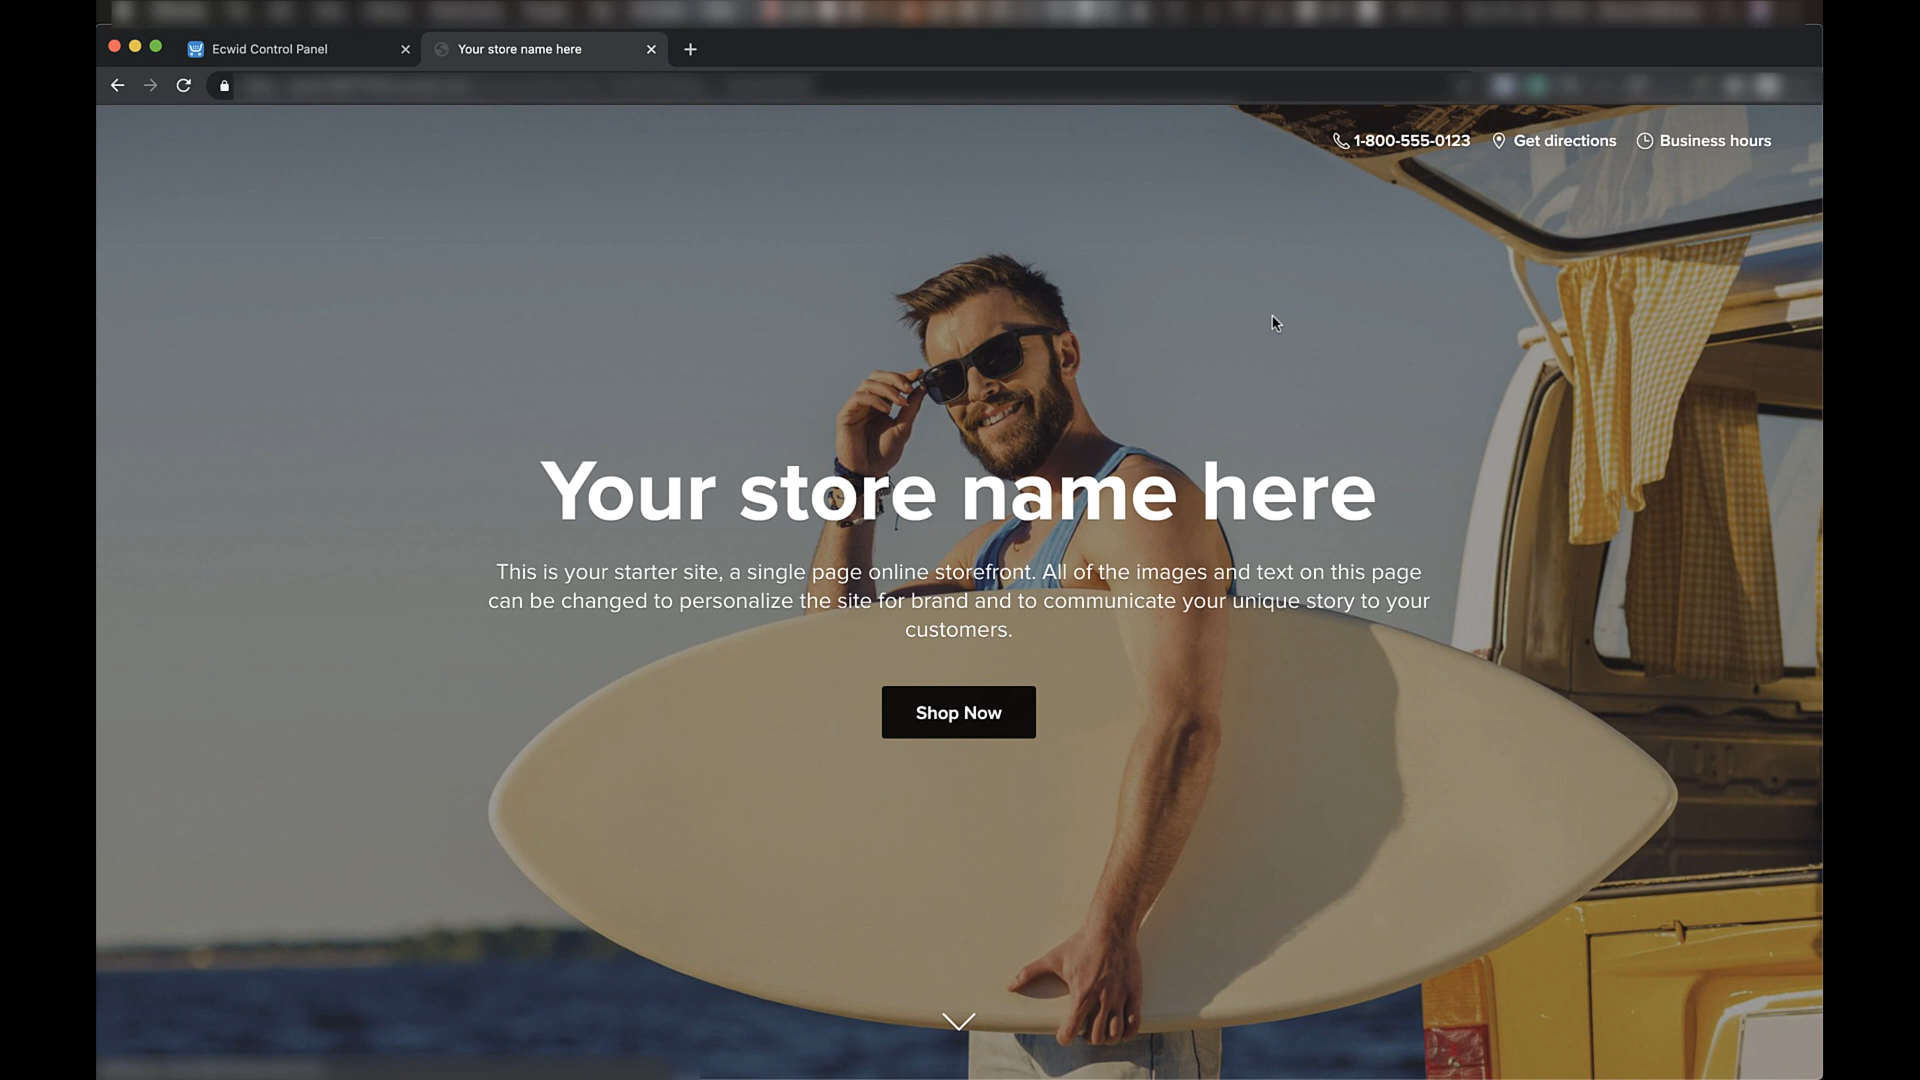 Ecwid Control Panel
Your store name here
1-800-555-0123
Get directions
Business hours
Your store name here
This is your starter site, a single page online storefront. All of the images and text on this page
can be changed to personalize the site for brand and to communicate your unique story to your
customers.
Shop Now